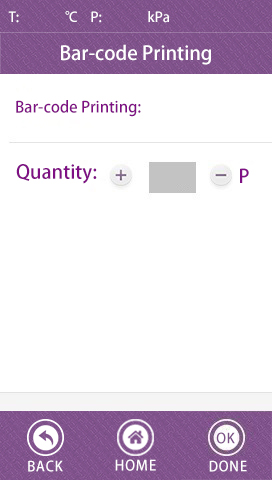 T: ℃ P: kPa
Bar-code Printing
Bar-code Printing:
Quantity: + − P
OK
BACK HOME DONE